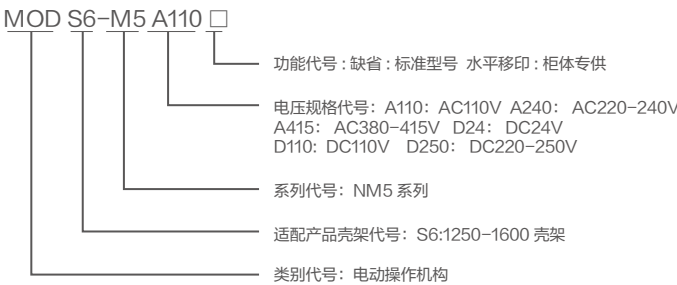 MOD S6-M5 A110 □
功能代号:缺省:标准型号 水平移印:柜体专供
电压规格代号：A110：AC110V A240： AC220-240V
A415： AC380-415V D24： DC24V
D110: DC110V D250： DC220-250V
系列代号：NM5 系列
适配产品壳架代号：S6:1250-1600 壳架
类别代号：电动操作机构